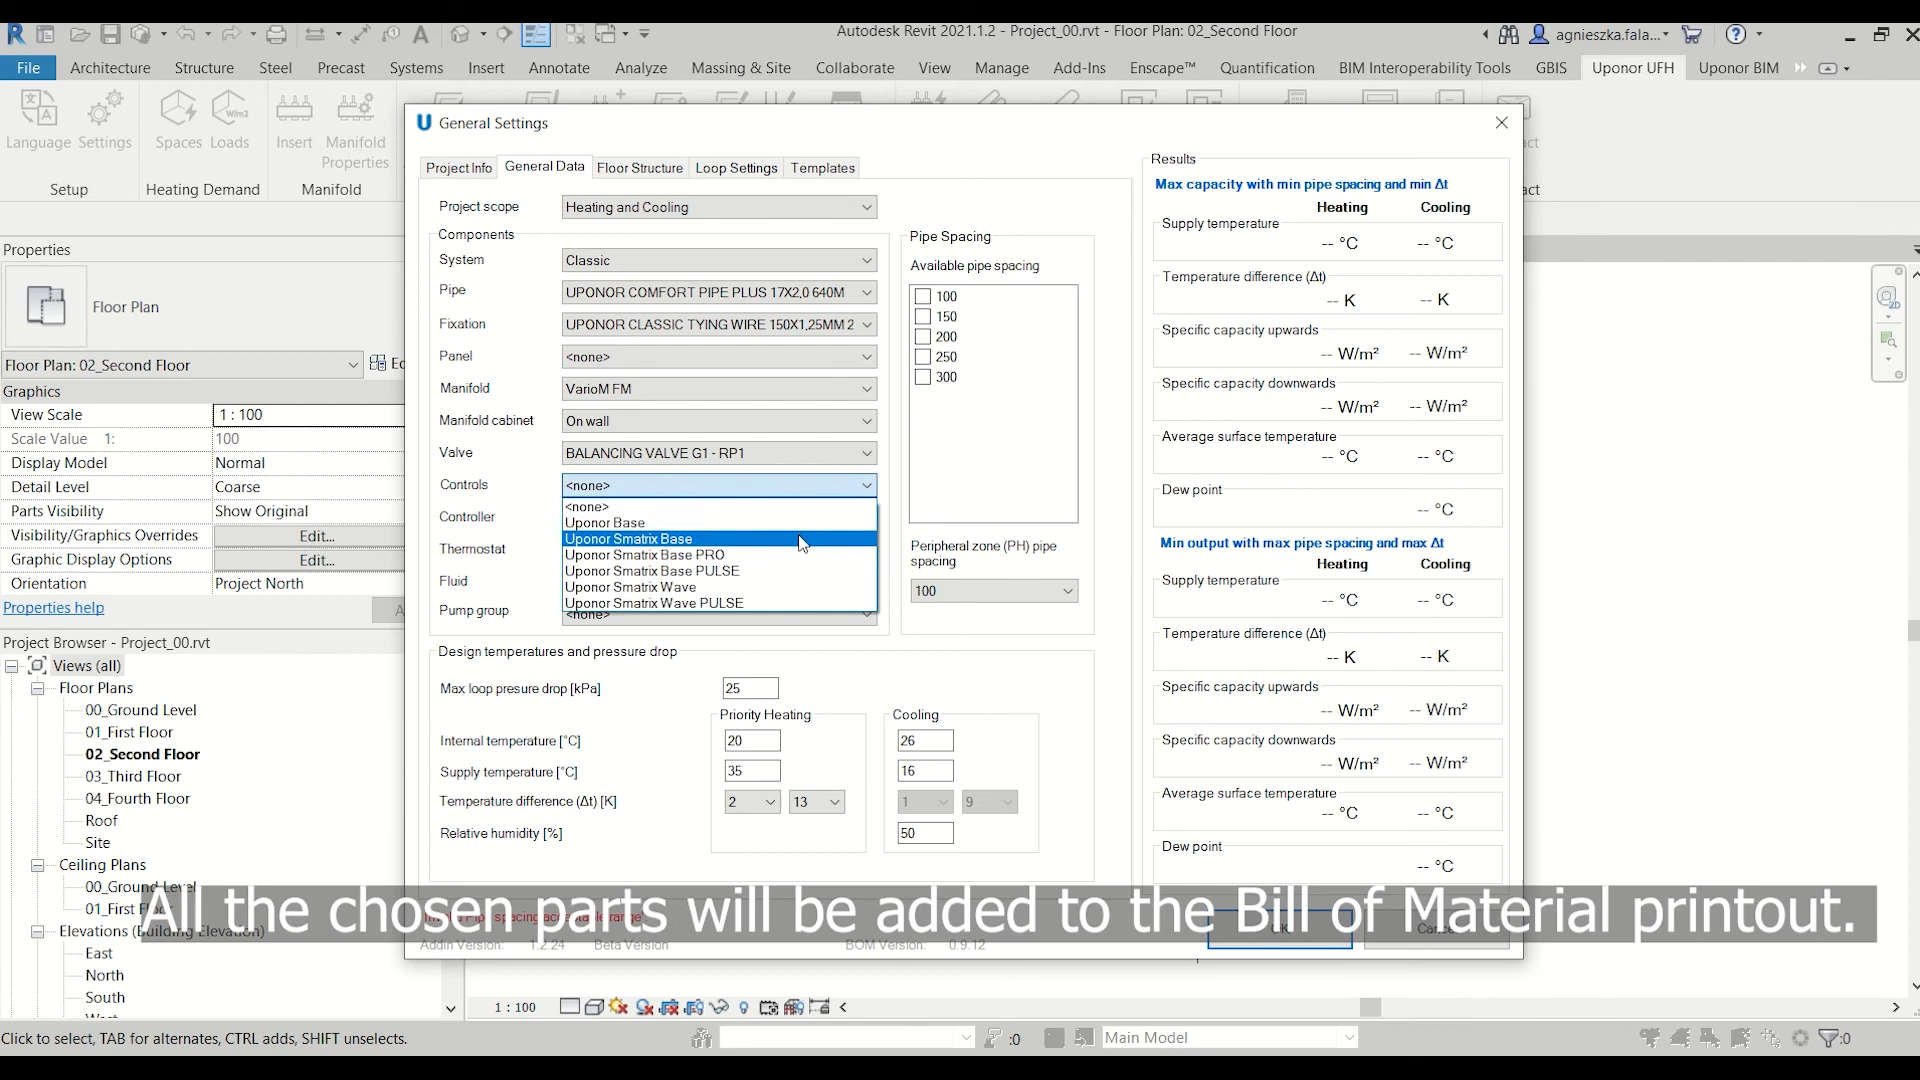 Autodesk Revit 2021.1.2 - Project_00.rvt - Floor Plan: 02_Second Floor
agnieszka.fala...
File Architecture Structure Steel Precast Systems Insert Annotate Analyze Massing & Site Collaborate View Manage Add-Ins Enscape™ Quantification BIM Interoperability Tools GBIS Uponor UFH Uponor BIM
Language Settings Spaces Loads Insert Manifold Properties
Setup Heating Demand Manifold
General Settings
Project Info General Data Floor Structure Loop Settings Templates
Project scope Heating and Cooling
Components
System Classic
Pipe UPONOR COMFORT PIPE PLUS 17X2,0 640M
Fixation UPONOR CLASSIC TYING WIRE 150X1,25MM 2
Panel <none>
Manifold VarioM FM
Manifold cabinet On wall
Valve BALANCING VALVE G1 - RP1
Controls <none>
<none>
Uponor Base
Uponor Smatrix Base
Uponor Smatrix Base PRO
Uponor Smatrix Base PULSE
Uponor Smatrix Wave
Uponor Smatrix Wave PULSE
Controller
Thermostat
Fluid
Pump group <none>
Pipe Spacing
Available pipe spacing
100
150
200
250
300
Peripheral zone (PH) pipe
spacing
100
Design temperatures and pressure drop
Max loop presure drop [kPa] 25
Priority Heating Cooling
Internal temperature [°C] 20 26
Supply temperature [°C] 35 16
Temperature difference (Δt) [K] 2 13 1 9
Relative humidity [%] 50
Results
Max capacity with min pipe spacing and min Δt
Heating Cooling
Supply temperature
-- °C -- °C
Temperature difference (Δt)
-- K -- K
Specific capacity upwards
-- W/m² -- W/m²
Specific capacity downwards
-- W/m² -- W/m²
Average surface temperature
-- °C -- °C
Dew point
-- °C
Min output with max pipe spacing and max Δt
Heating Cooling
Supply temperature
-- °C -- °C
Temperature difference (Δt)
-- K -- K
Specific capacity upwards
-- W/m² -- W/m²
Specific capacity downwards
-- W/m² -- W/m²
Average surface temperature
-- °C -- °C
Dew point
-- °C
Addin Version: 1.2.24 Beta Version BOM Version: 0.9.12
Properties
Floor Plan
Floor Plan: 02_Second Floor
Graphics
View Scale 1 : 100
Scale Value 1: 100
Display Model Normal
Detail Level Coarse
Parts Visibility Show Original
Visibility/Graphics Overrides Edit...
Graphic Display Options Edit...
Orientation Project North
Properties help
Project Browser - Project_00.rvt
Views (all)
Floor Plans
00_Ground Level
01_First Floor
02_Second Floor
03_Third Floor
04_Fourth Floor
Roof
Site
Ceiling Plans
00_Ground Level
01_First
Elevations (Building Elevation)
East
North
South
All the chosen parts will be added to the Bill of Material printout.
1 : 100
Click to select, TAB for alternates, CTRL adds, SHIFT unselects.
:0 Main Model :0